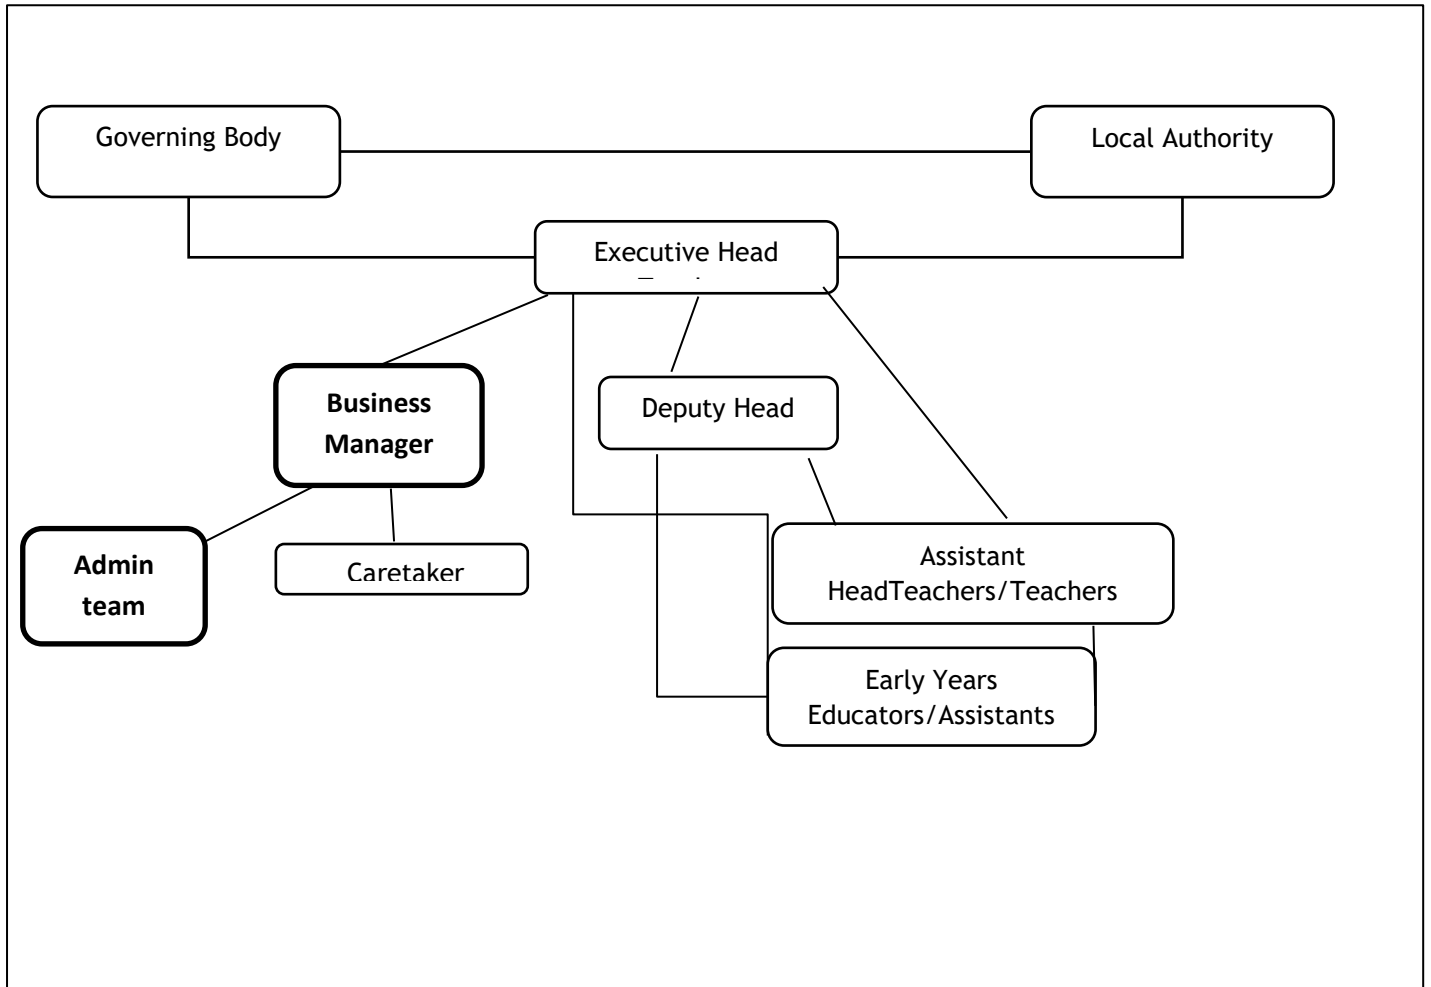 Governing Body
Local Authority
Executive Head
Business
Manager
Deputy Head
Admin
team
Caretaker
Assistant
HeadTeachers/Teachers
Early Years
Educators/Assistants